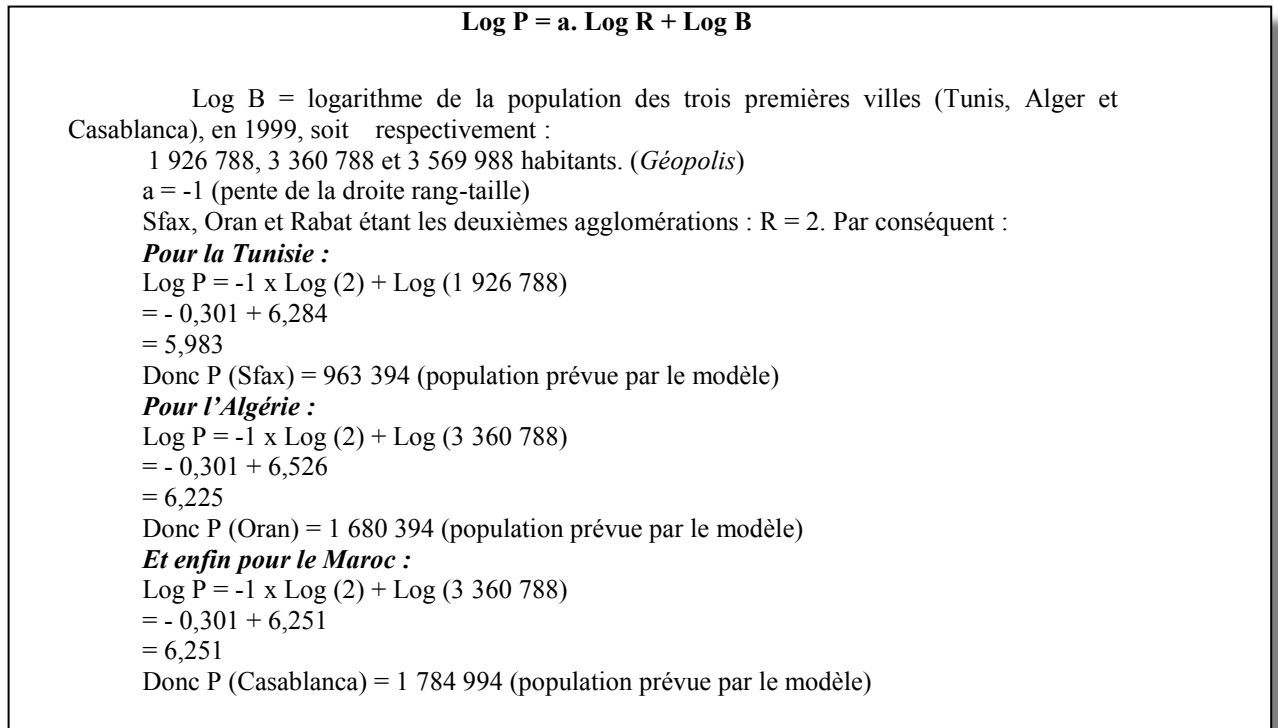 Log P = a. Log R + Log B
Log B = logarithme de la population des trois premières villes (Tunis, Alger et
Casablanca), en 1999, soit respectivement :
1 926 788, 3 360 788 et 3 569 988 habitants. (Géopolis)
a = -1 (pente de la droite rang-taille)
Sfax, Oran et Rabat étant les deuxièmes agglomérations : R = 2. Par conséquent :
Pour la Tunisie :
Log P = -1 x Log (2) + Log (1 926 788)
= - 0,301 + 6,284
= 5,983
Donc P (Sfax) = 963 394 (population prévue par le modèle)
Pour l’Algérie :
Log P = -1 x Log (2) + Log (3 360 788)
= - 0,301 + 6,526
= 6,225
Donc P (Oran) = 1 680 394 (population prévue par le modèle)
Et enfin pour le Maroc :
Log P = -1 x Log (2) + Log (3 360 788)
= - 0,301 + 6,251
= 6,251
Donc P (Casablanca) = 1 784 994 (population prévue par le modèle)